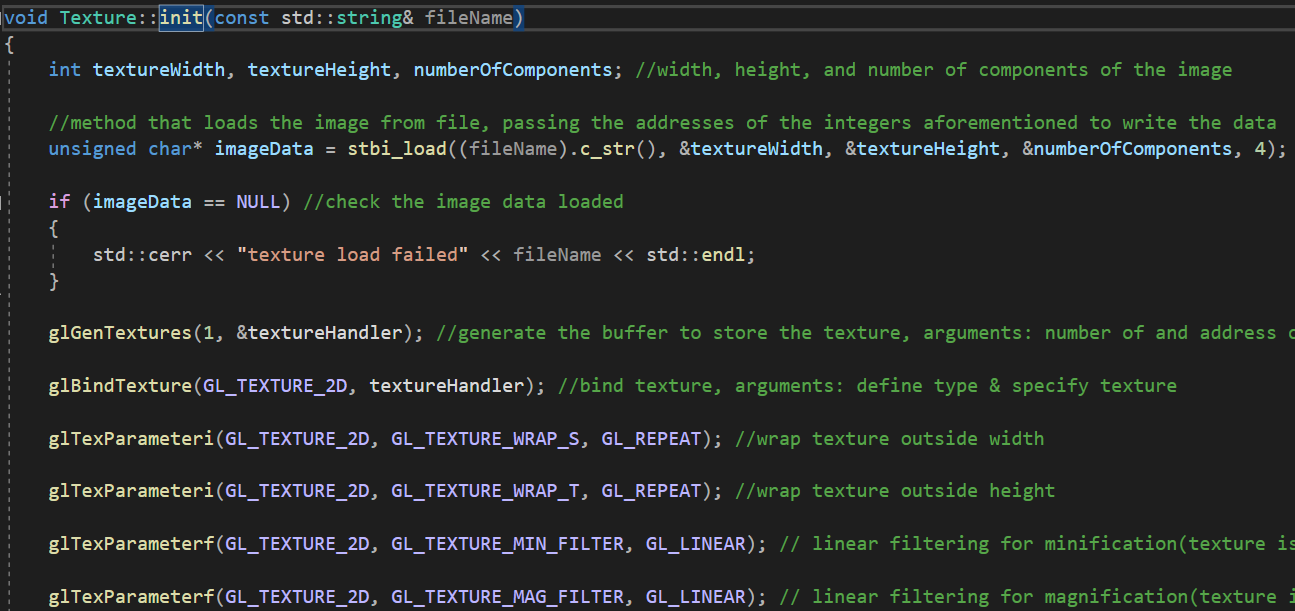 void Texture::init(const std::string& fileName)
{
int textureWidth, textureHeight, numberOfComponents; //width, height, and number of components of the image
//method that loads the image from file, passing the addresses of the integers aforementioned to write the data
unsigned char* imageData = stbi_load((fileName).c_str(), &textureWidth, &textureHeight, &numberOfComponents, 4);
if (imageData == NULL) //check the image data loaded
{
std::cerr << "texture load failed" << fileName << std::endl;
}
glGenTextures(1, &textureHandler); //generate the buffer to store the texture, arguments: number of and address
glBindTexture(GL_TEXTURE_2D, textureHandler); //bind texture, arguments: define type & specify texture
glTexParameteri(GL_TEXTURE_2D, GL_TEXTURE_WRAP_S, GL_REPEAT); //wrap texture outside width
glTexParameteri(GL_TEXTURE_2D, GL_TEXTURE_WRAP_T, GL_REPEAT); //wrap texture outside height
glTexParameterf(GL_TEXTURE_2D, GL_TEXTURE_MIN_FILTER, GL_LINEAR); // linear filtering for minification(texture is
glTexParameterf(GL_TEXTURE_2D, GL_TEXTURE_MAG_FILTER, GL_LINEAR); // linear filtering for magnification(texture